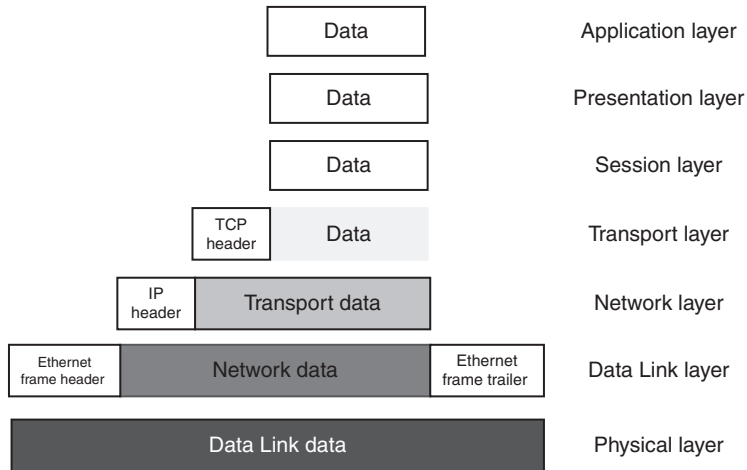 Data
Application layer
Data
Presentation layer
Data
Session layer
TCP
header
Data
Transport layer
IP
header
Transport data
Network layer
Ethernet
frame header
Network data
Ethernet
frame trailer
Data Link layer
Data Link data
Physical layer